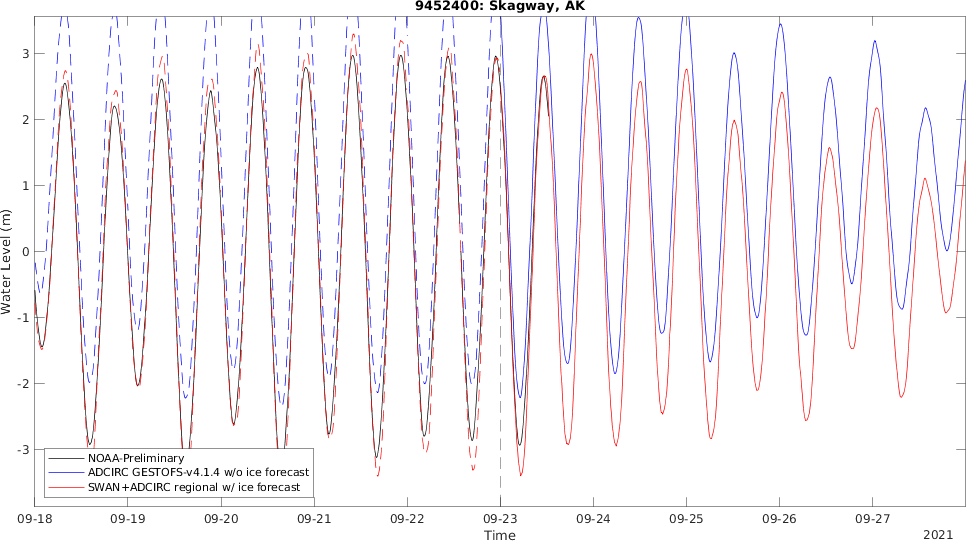 9452400: Skagway, AK
Water Level (m)
3
2
1
0
-1
-2
-3
NOAA-Preliminary
ADCIRC GESTOFS-v4.1.4 w/o ice forecast
SWAN+ADCIRC regional w/ ice forecast
09-18 09-19 09-20 09-21 09-22 09-23 09-24 09-25 09-26 09-27
Time
2021